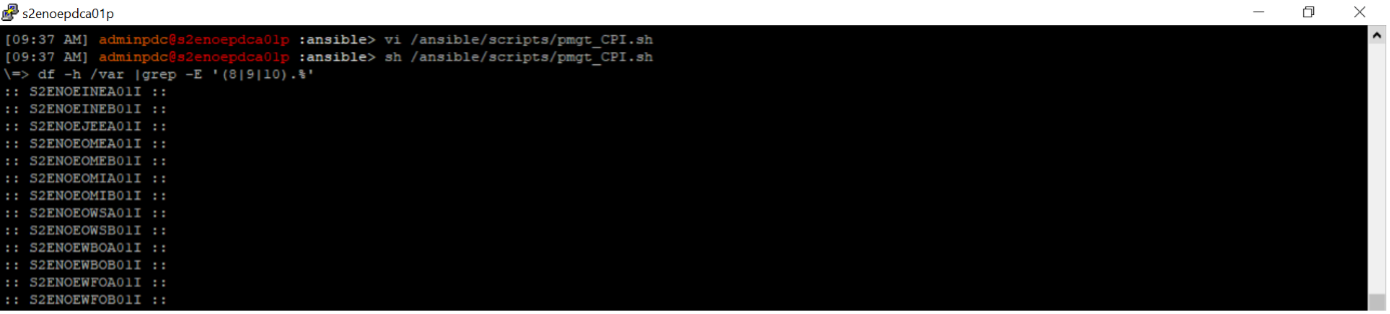 s2enoepdca01p
[09:37 AM] adminpdc@s2enoepdca01p :ansible> vi /ansible/scripts/pmgt_CPI.sh
[09:37 AM] adminpdc@s2enoepdca01p :ansible> sh /ansible/scripts/pmgt_CPI.sh
\=> df -h /var |grep -E '(8|9|10).%'
:: S2ENOEINEA01I ::
:: S2ENOEINEB01I ::
:: S2ENOEJEEA01I ::
:: S2ENOEOMEA01I ::
:: S2ENOEOMEB01I ::
:: S2ENOEOMIA01I ::
:: S2ENOEOMIB01I ::
:: S2ENOEOWSA01I ::
:: S2ENOEOWSB01I ::
:: S2ENOEWBOA01I ::
:: S2ENOEWBOB01I ::
:: S2ENOEWFOA01I ::
:: S2ENOEWFOB01I ::